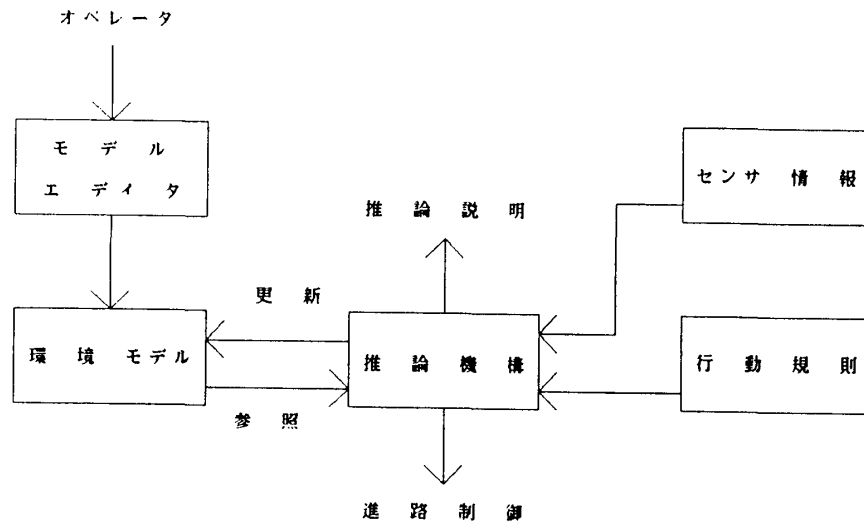 オペレータ
モデル
エディタ
センサ情報
推論説明
更新
環境モデル
推論機構
行動規則
参照
進路制御